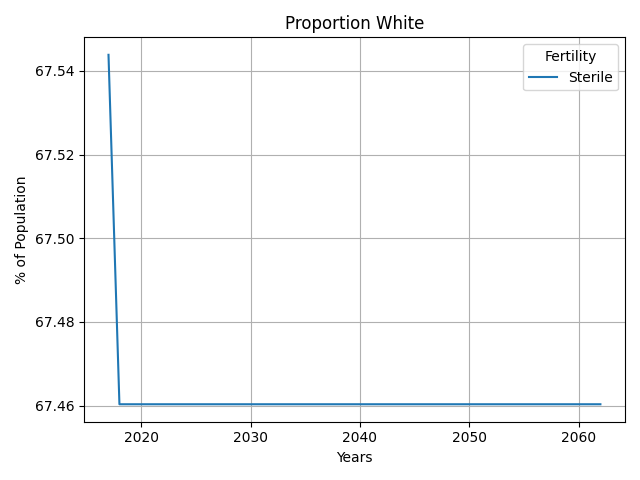 Proportion White
Fertility
Sterile
% of Population
67.54
67.52
67.50
67.48
67.46
2020 2030 2040 2050 2060
Years